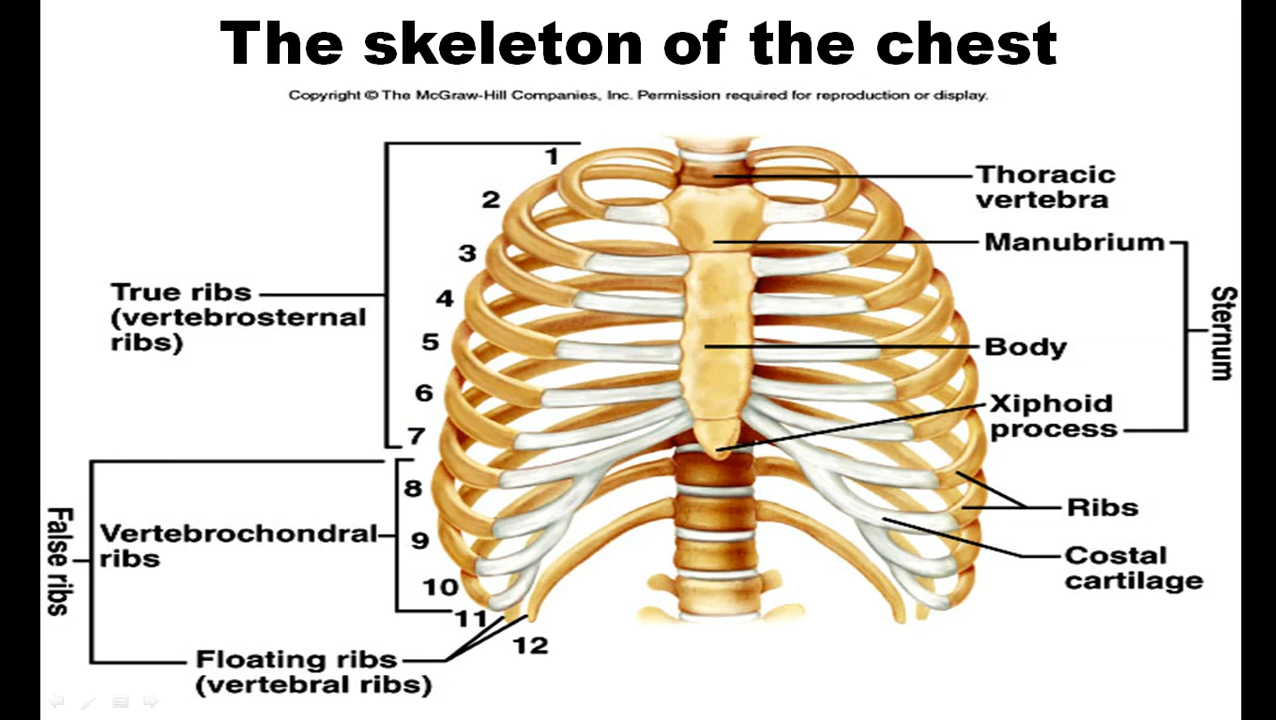 The skeleton of the chest
Copyright © The McGraw-Hill Companies, Inc. Permission required for reproduction or display.
1
2
3
4
5
6
7
8
9
10
11
12
True ribs
(vertebrosternal
ribs)
False ribs
Vertebrochondral
ribs
Floating ribs
(vertebral ribs)
Thoracic
vertebra
Manubrium
Sternum
Body
Xiphoid
process
Ribs
Costal
cartilage